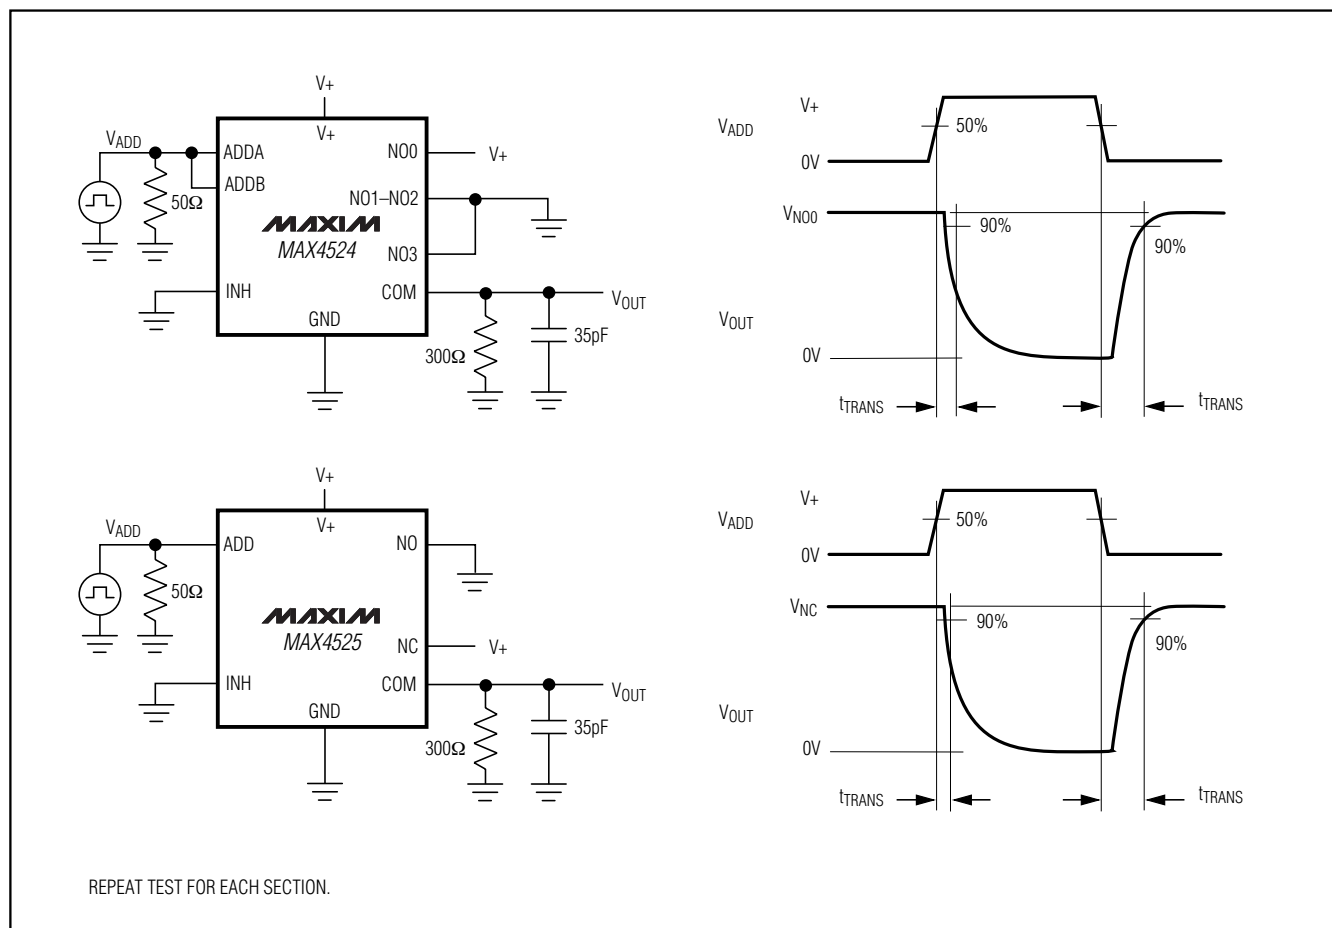 V+
V+
VADD
ADDA
ADDB
50Ω
NO0
V+
NO1–NO2
NO3
MAXIM
MAX4524
INH
COM
VOUT
GND
300Ω
35pF
V+
VADD
50%
0V
VNO0
90%
90%
VOUT
0V
tTRANS
tTRANS
V+
V+
VADD
ADD
50Ω
NO
MAXIM
MAX4525
NC
V+
INH
COM
VOUT
GND
300Ω
35pF
V+
VADD
50%
0V
VNC
90%
90%
VOUT
0V
tTRANS
tTRANS
REPEAT TEST FOR EACH SECTION.